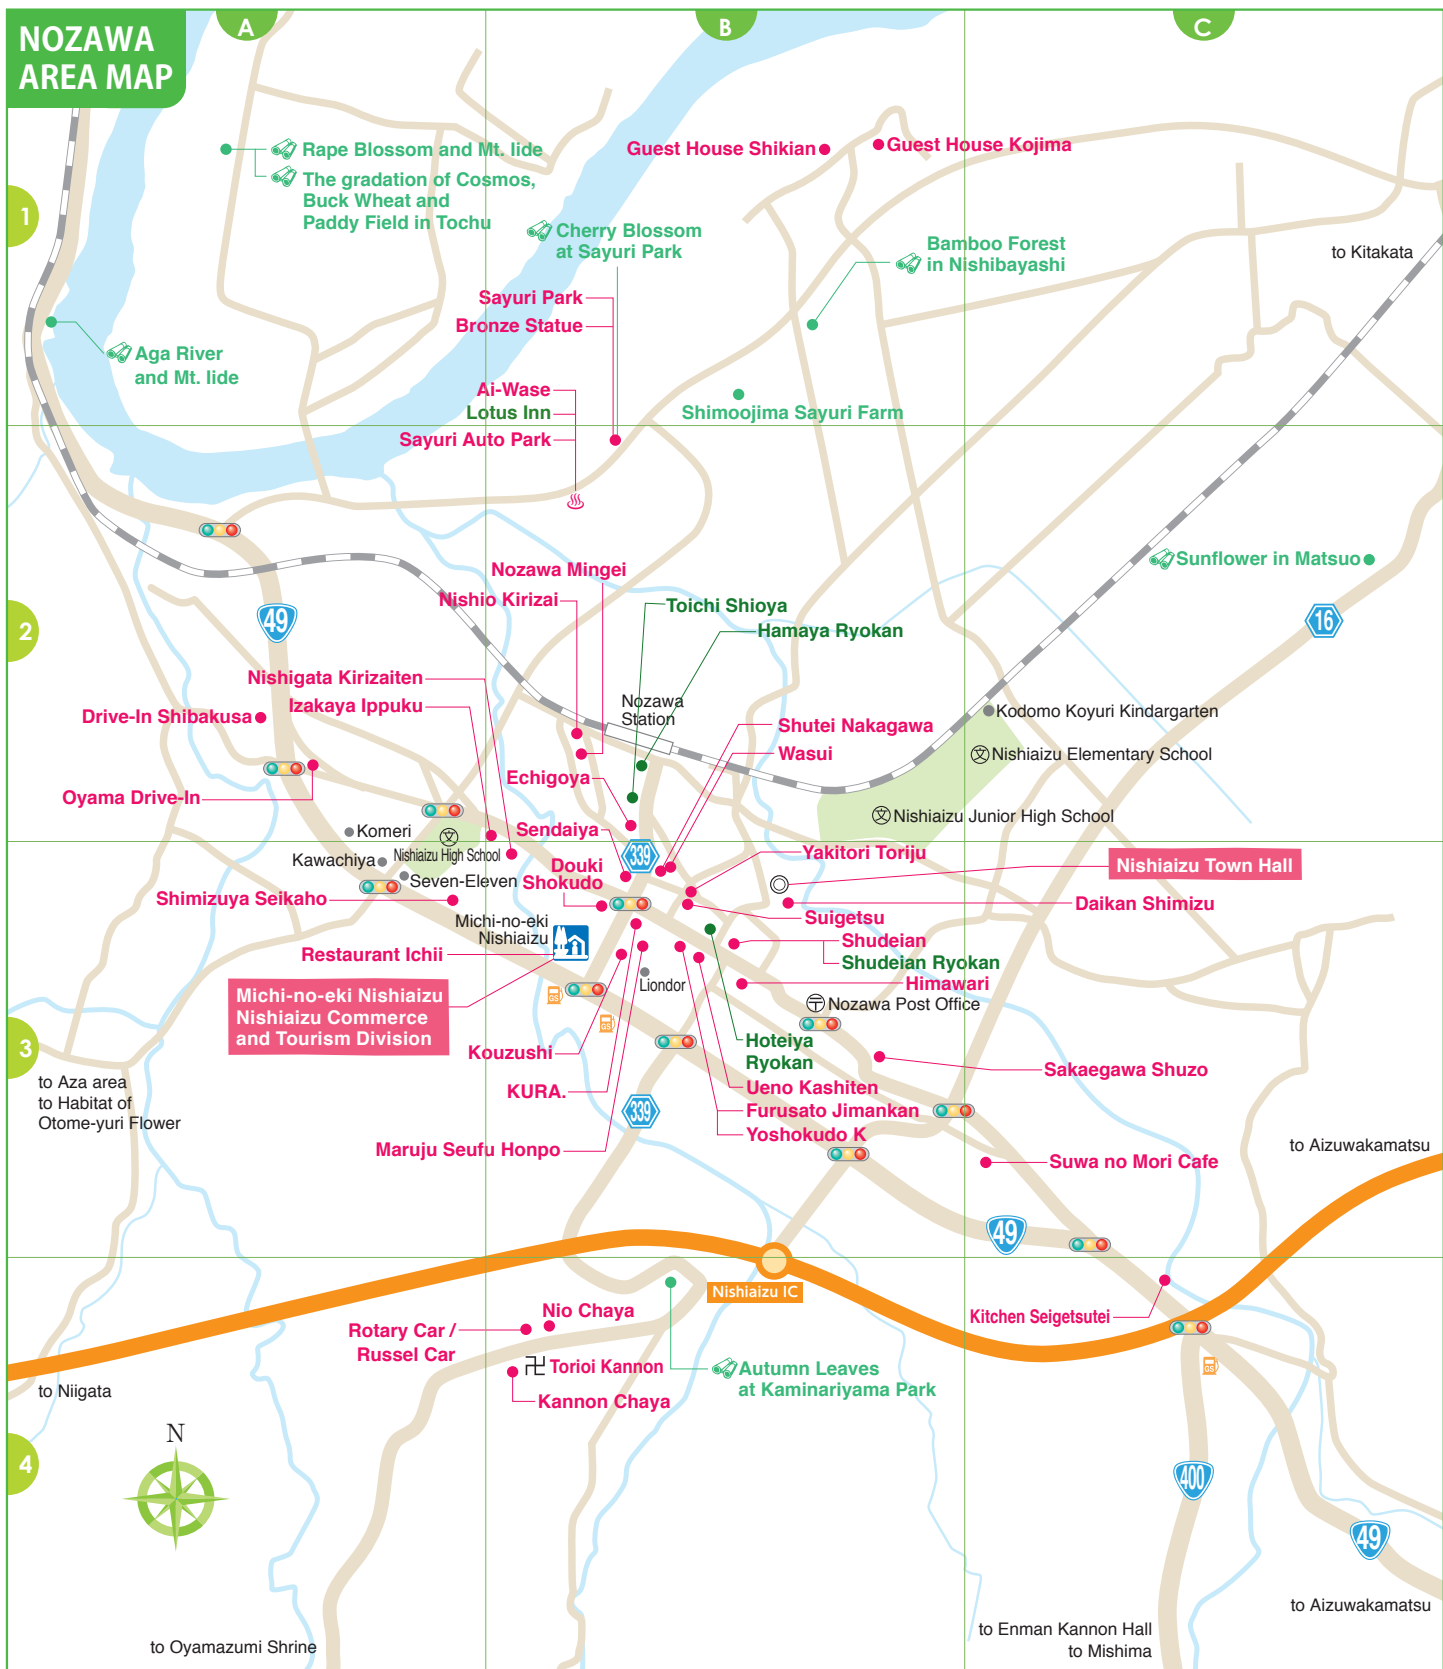 NOZAWA
AREA MAP
A
B
C
1
2
3
4
Rape Blossom and Mt. Iide
The gradation of Cosmos,
Buck Wheat and
Paddy Field in Tochu
Guest House Shikian
Guest House Kojima
Cherry Blossom
at Sayuri Park
Bamboo Forest
in Nishibayashi
to Kitakata
Sayuri Park
Bronze Statue
Aga River
and Mt. Iide
Ai-Wase
Lotus Inn
Sayuri Auto Park
Shimoojima Sayuri Farm
Sunflower in Matsuo
Nozawa Mingei
Nishio Kirizai
Toichi Shioya
Hamaya Ryokan
49
16
Nishigata Kirizaiten
Izakaya Ippuku
Drive-In Shibakusa
Nozawa
Station
Shutei Nakagawa
Wasui
Kodomo Koyuri Kindargarten
文
Nishiaizu Elementary School
Echigoya
Oyama Drive-In
文
Nishiaizu Junior High School
Komeri
文
Nishiaizu High School
Sendaiya
339
Kawachiya
Douki
Shokudo
Yakitori Toriju
Nishiaizu Town Hall
Seven-Eleven
Shimizuya Seikaho
Daikan Shimizu
Michi-no-eki
Nishiaizu
Suigetsu
Restaurant Ichii
Shudeian
Shudeian Ryokan
Liondor
Himawari
Michi-no-eki Nishiaizu
Nishiaizu Commerce
and Tourism Division
GS
GS
〒
Nozawa Post Office
Kouzushi
Hoteiya
Ryokan
Sakaegawa Shuzo
to Aza area
to Habitat of
Otome-yuri Flower
KURA.
Ueno Kashiten
Furusato Jimankan
Yoshokudo K
339
Maruju Seufu Honpo
to Aizuwakamatsu
Suwa no Mori Cafe
49
Nishiaizu IC
Kitchen Seigetsutei
Nio Chaya
Rotary Car /
Russel Car
卍
Torioi Kannon
Autumn Leaves
at Kaminariyama Park
GS
to Niigata
Kannon Chaya
N
400
49
to Aizuwakamatsu
to Enman Kannon Hall
to Mishima
to Oyamazumi Shrine